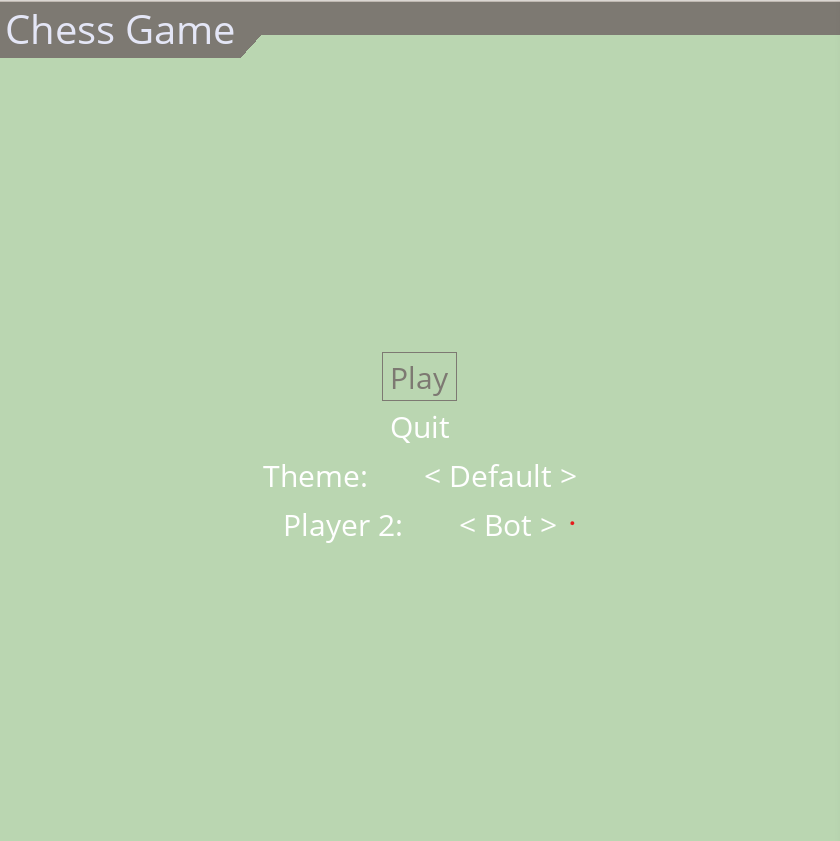 Chess Game
Play
Quit
Theme: < Default >
Player 2: < Bot >